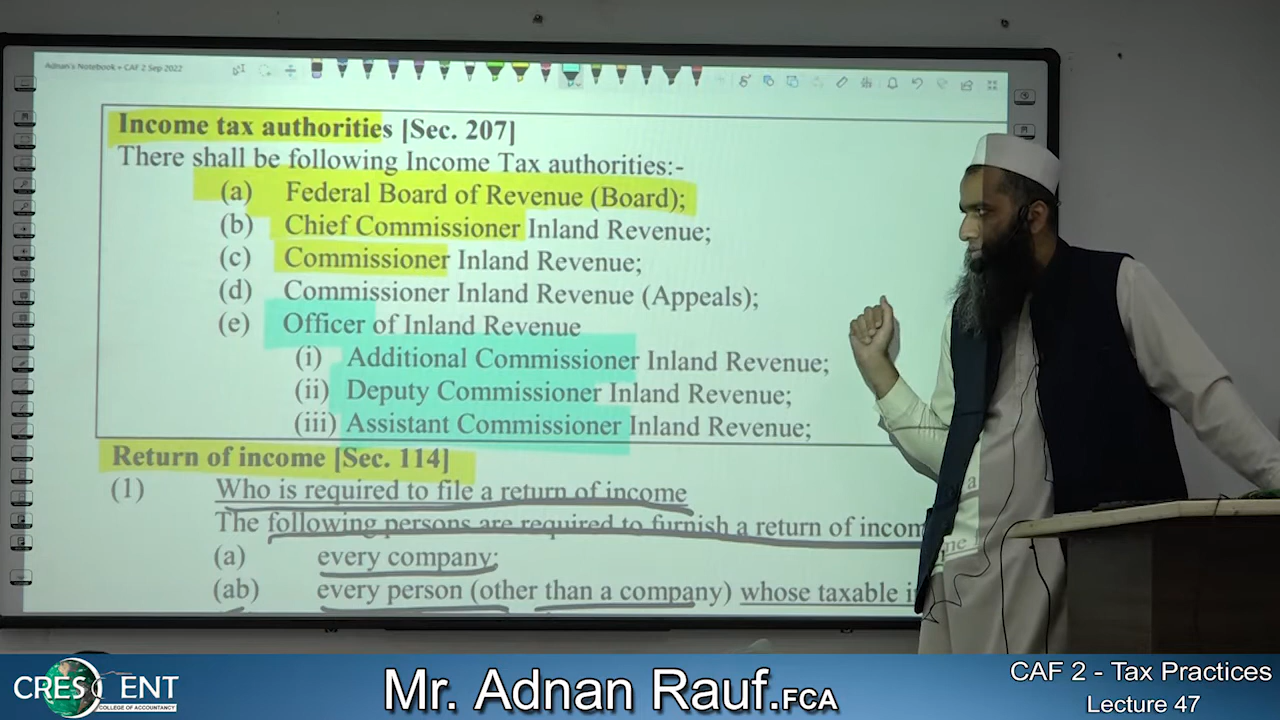 Adnan's Notebook • CAF 2 Sep 2022
Income tax authorities [Sec. 207]
There shall be following Income Tax authorities:-
(a) Federal Board of Revenue (Board);
(b) Chief Commissioner Inland Revenue;
(c) Commissioner Inland Revenue;
(d) Commissioner Inland Revenue (Appeals);
(e) Officer of Inland Revenue
(i) Additional Commissioner Inland Revenue;
(ii) Deputy Commissioner Inland Revenue;
(iii) Assistant Commissioner Inland Revenue;
Return of income [Sec. 114]
(1) Who is required to file a return of income
The following persons are required to furnish a return of incom
(a) every company;
(ab) every person (other than a company) whose taxable i
CRESCENT
COLLEGE OF ACCOUNTANCY
Mr. Adnan Rauf.FCA
CAF 2 - Tax Practices
Lecture 47